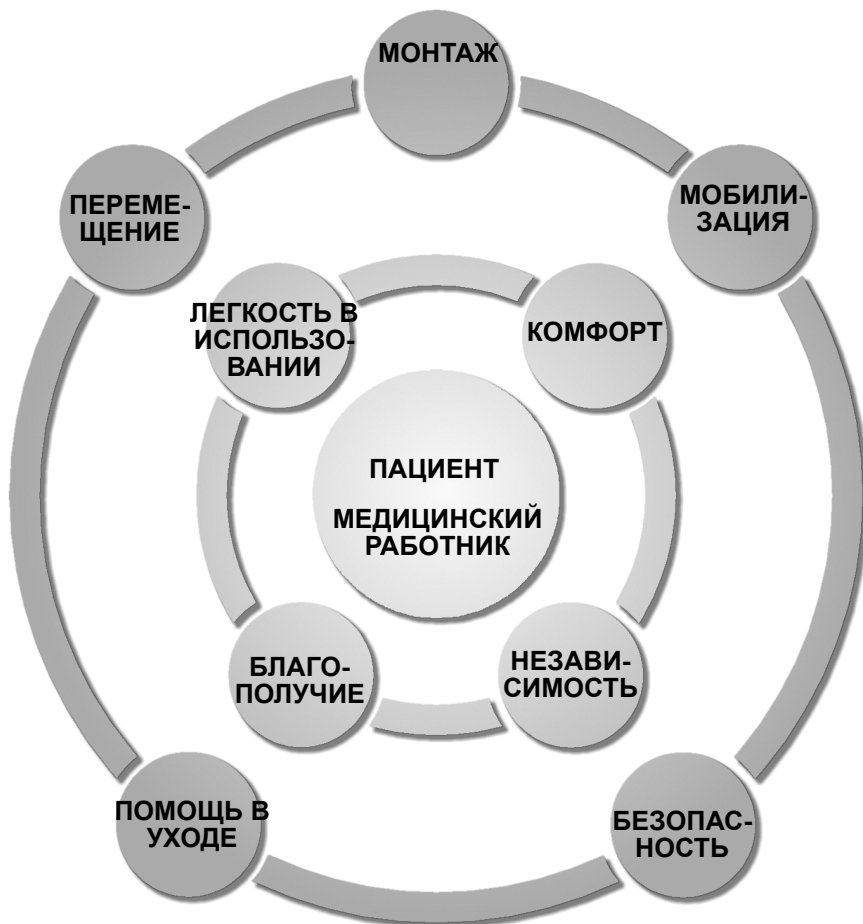 МОНТАЖ
ПЕРЕМЕ-
ЩЕНИЕ
МОБИЛИ-
ЗАЦИЯ
ЛЕГКОСТЬ В
ИСПОЛЬЗО-
ВАНИИ
КОМФОРТ
ПАЦИЕНТ
МЕДИЦИНСКИЙ
РАБОТНИК
БЛАГО-
ПОЛУЧИЕ
НЕЗАВИ-
СИМОСТЬ
ПОМОЩЬ В
УХОДЕ
БЕЗОПАС-
НОСТЬ